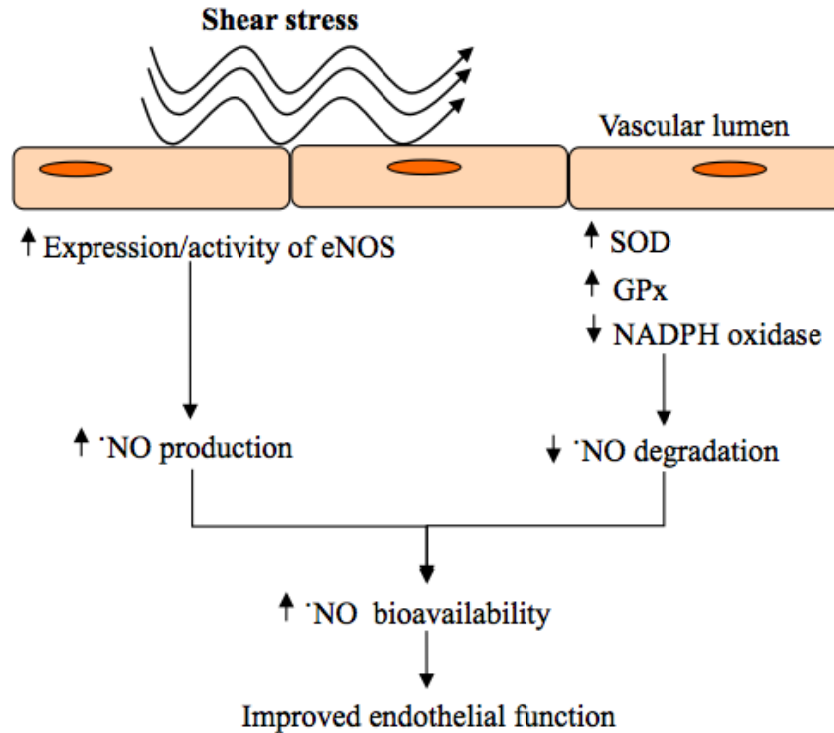 Shear stress
Vascular lumen
↑ Expression/activity of eNOS
↑ SOD
↑ GPx
↓ NADPH oxidase
↑ ˙NO production
↓ ˙NO degradation
↑ ˙NO bioavailability
Improved endothelial function